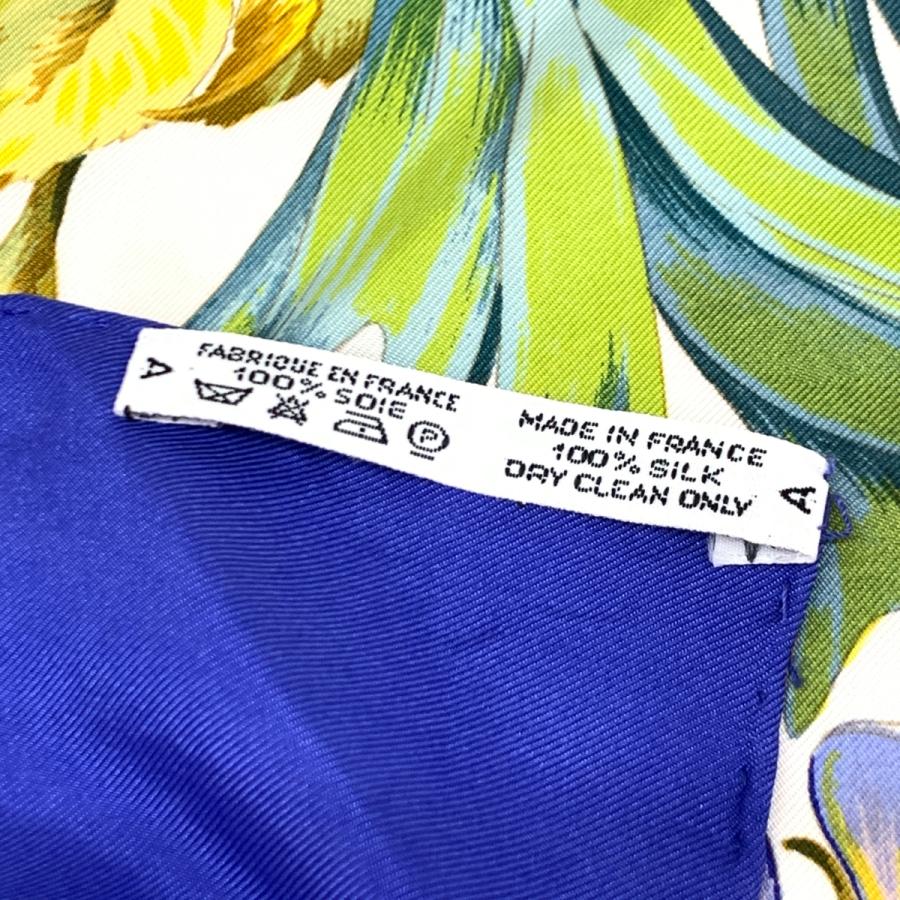 A
FABRIQUE EN FRANCE
100% SOIE
P
MADE IN FRANCE
100% SILK
DRY CLEAN ONLY
A